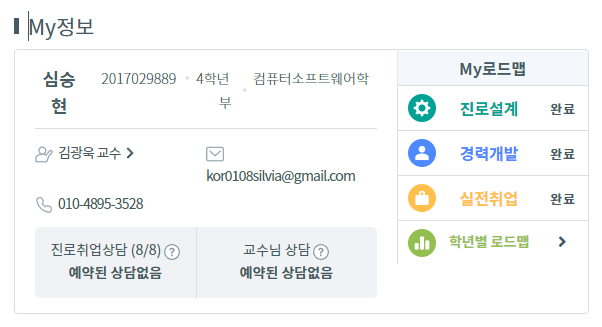 My정보
심승
현
2017029889
4학년
컴퓨터소프트웨어학
부
김광욱 교수
kor0108silvia@gmail.com
010-4895-3528
진로취업상담 (8/8) ?
예약된 상담없음
교수님 상담 ?
예약된 상담없음
My로드맵
진로설계 완료
경력개발 완료
실전취업 완료
학년별 로드맵